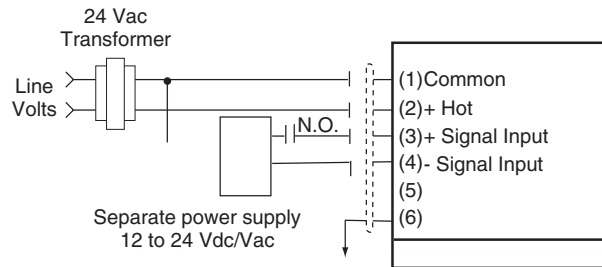 24 Vac
Transformer
Line
Volts
N.O.
Separate power supply
12 to 24 Vdc/Vac
(1)Common
(2)+ Hot
(3)+ Signal Input
(4)- Signal Input
(5)
(6)